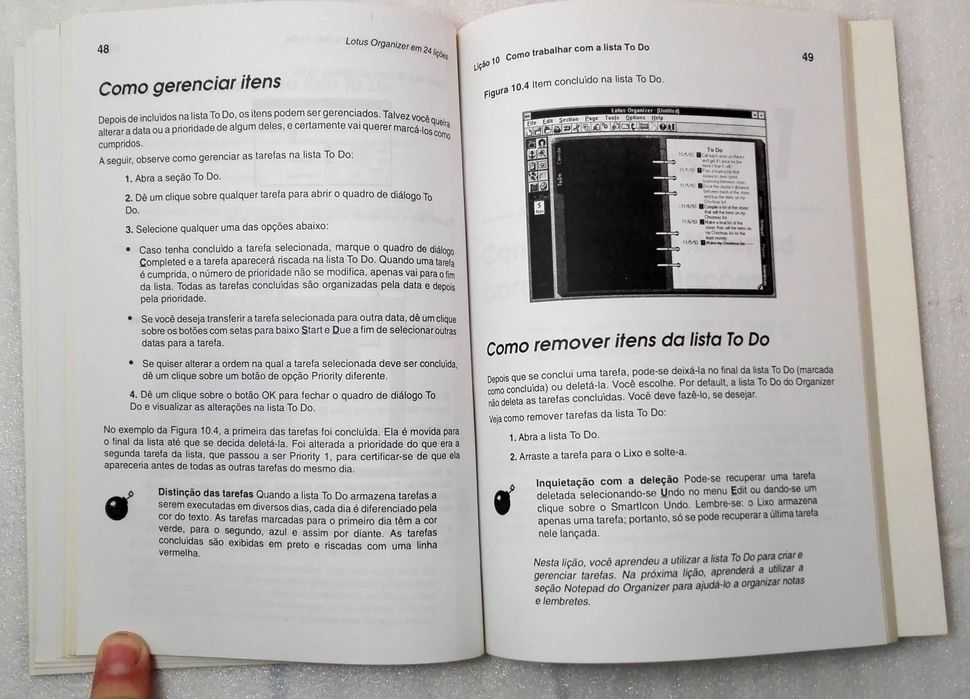 48
Lotus Organizer em 24 lições
Como gerenciar itens
Depois de incluídos na lista To Do, os itens podem ser gerenciados. Talvez você queira
alterar a data ou a prioridade de algum deles, e certamente vai querer marcá-los como
cumpridos.
A seguir, observe como gerenciar as tarefas na lista To Do:
1. Abra a seção To Do.
2. Dê um clique sobre qualquer tarefa para abrir o quadro de diálogo To
Do.
3. Selecione qualquer uma das opções abaixo:
• Caso tenha concluído a tarefa selecionada, marque o quadro de diálogo
Completed e a tarefa aparecerá riscada na lista To Do. Quando uma tarefa
é cumprida, o número de prioridade não se modifica, apenas vai para o fim
da lista. Todas as tarefas concluídas são organizadas pela data e depois
pela prioridade.
• Se você deseja transferir a tarefa selecionada para outra data, dê um clique
sobre os botões com setas para baixo Start e Due a fim de selecionar outras
datas para a tarefa.
• Se quiser alterar a ordem na qual a tarefa selecionada deve ser concluída,
dê um clique sobre um botão de opção Priority diferente.
4. Dê um clique sobre o botão OK para fechar o quadro de diálogo To
Do e visualizar as alterações na lista To Do.
No exemplo da Figura 10.4, a primeira das tarefas foi concluída. Ela é movida para
o final da lista até que se decida deletá-la. Foi alterada a prioridade do que era a
segunda tarefa da lista, que passou a ser Priority 1, para certificar-se de que ela
apareceria antes de todas as outras tarefas do mesmo dia.
Distinção das tarefas Quando a lista To Do armazena tarefas a
serem executadas em diversos dias, cada dia é diferenciado pela
cor do texto. As tarefas marcadas para o primeiro dia têm a cor
verde, para o segundo, azul e assim por diante. As tarefas
concluídas são exibidas em preto e riscadas com uma linha
vermelha.
Lição 10 Como trabalhar com a lista To Do
49
Figura 10.4 Item concluído na lista To Do.
Lotus Organizer - [Untitled]
File Edit Section Page Tools Options Help
To Do
Como remover itens da lista To Do
Depois que se conclui uma tarefa, pode-se deixá-la no final da lista To Do (marcada
como concluída) ou deletá-la. Você escolhe. Por default, a lista To Do do Organizer
não deleta as tarefas concluídas. Você deve fazê-lo, se desejar.
Veja como remover tarefas da lista To Do:
1. Abra a lista To Do.
2. Arraste a tarefa para o Lixo e solte-a.
Inquietação com a deleção Pode-se recuperar uma tarefa
deletada selecionando-se Undo no menu Edit ou dando-se um
clique sobre o SmartIcon Undo. Lembre-se: o Lixo armazena
apenas uma tarefa; portanto, só se pode recuperar a última tarefa
nele lançada.
Nesta lição, você aprendeu a utilizar a lista To Do para criar e
gerenciar tarefas. Na próxima lição, aprenderá a utilizar a
seção Notepad do Organizer para ajudá-lo a organizar notas
e lembretes.